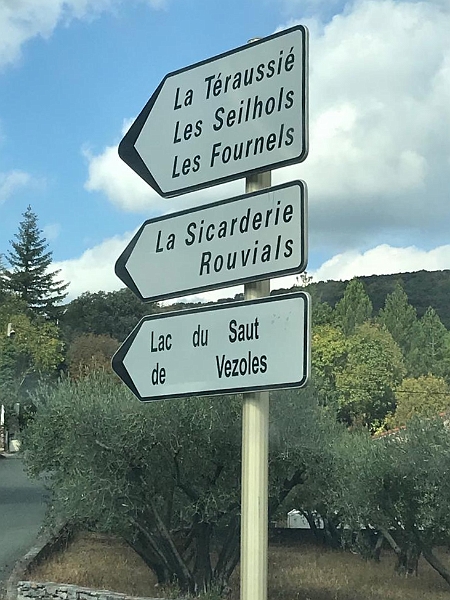 La Téraussié
Les Seilhols
Les Fournels
La Sicarderie
Rouvials
Lac du Saut
de Vezoles